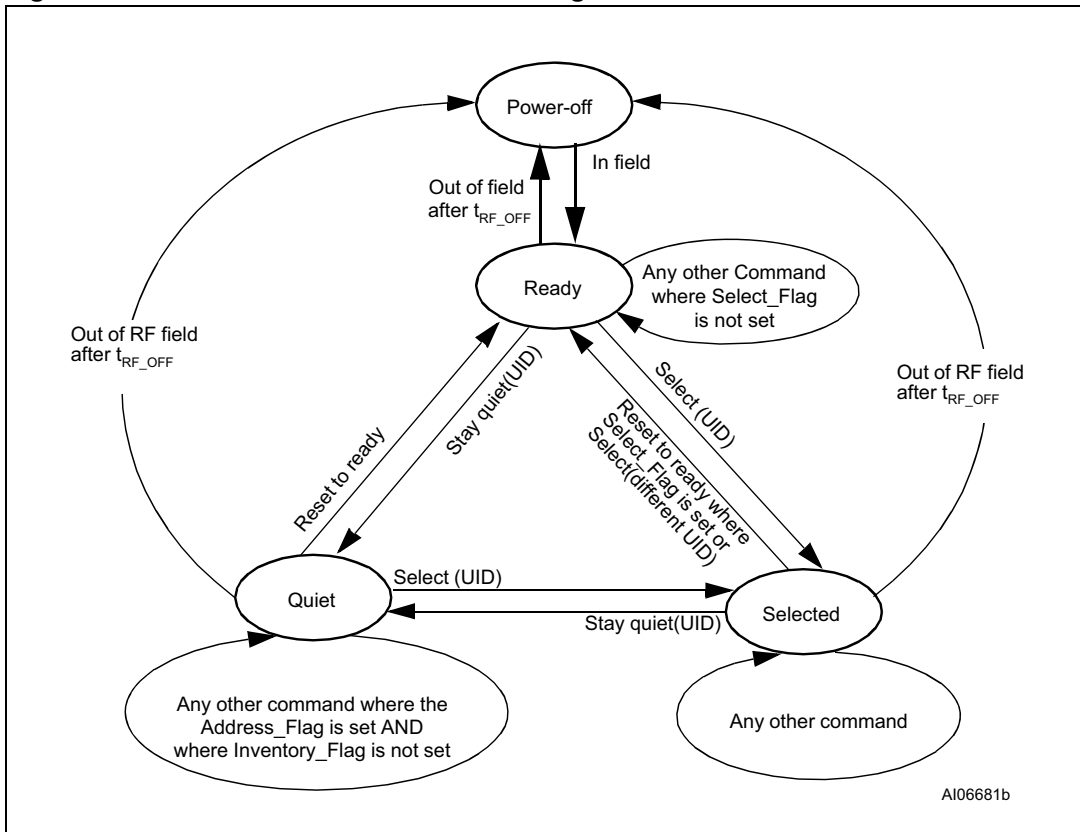 Power-off
In field
Out of field
after tRF_OFF
Ready
Any other Command
where Select_Flag
is not set
Out of RF field
after tRF_OFF
Out of RF field
after tRF_OFF
Reset to ready
Stay quiet(UID)
Select (UID)
Reset to ready where
Select_Flag is set or
Select(different UID)
Quiet
Select (UID)
Stay quiet(UID)
Selected
Any other command where the
Address_Flag is set AND
where Inventory_Flag is not set
Any other command
AI06681b